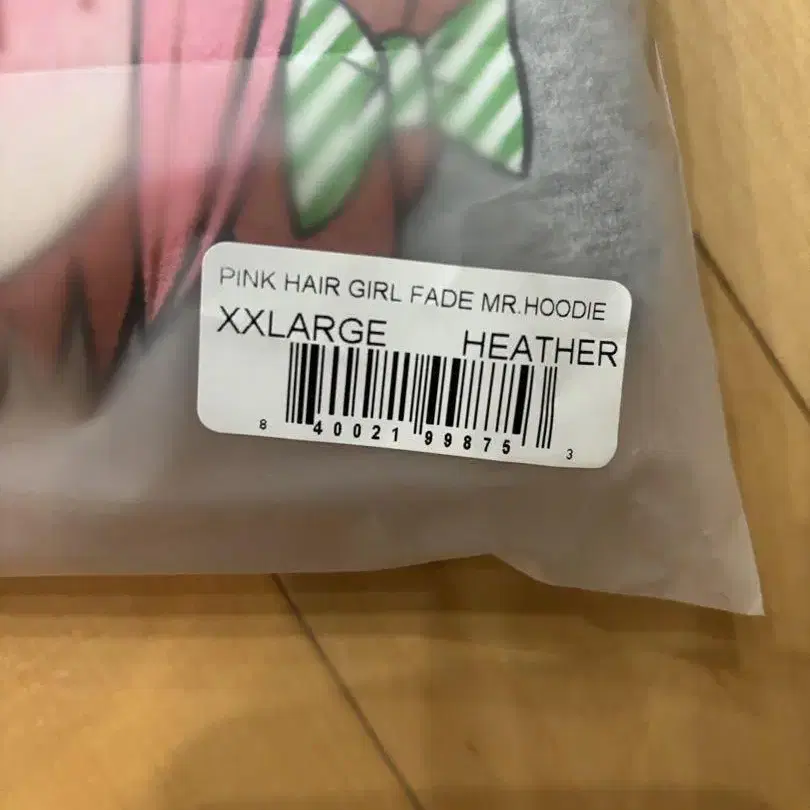 PINK HAIR GIRL FADE MR.HOODIE
XXLARGE HEATHER
8 40021 99875 3